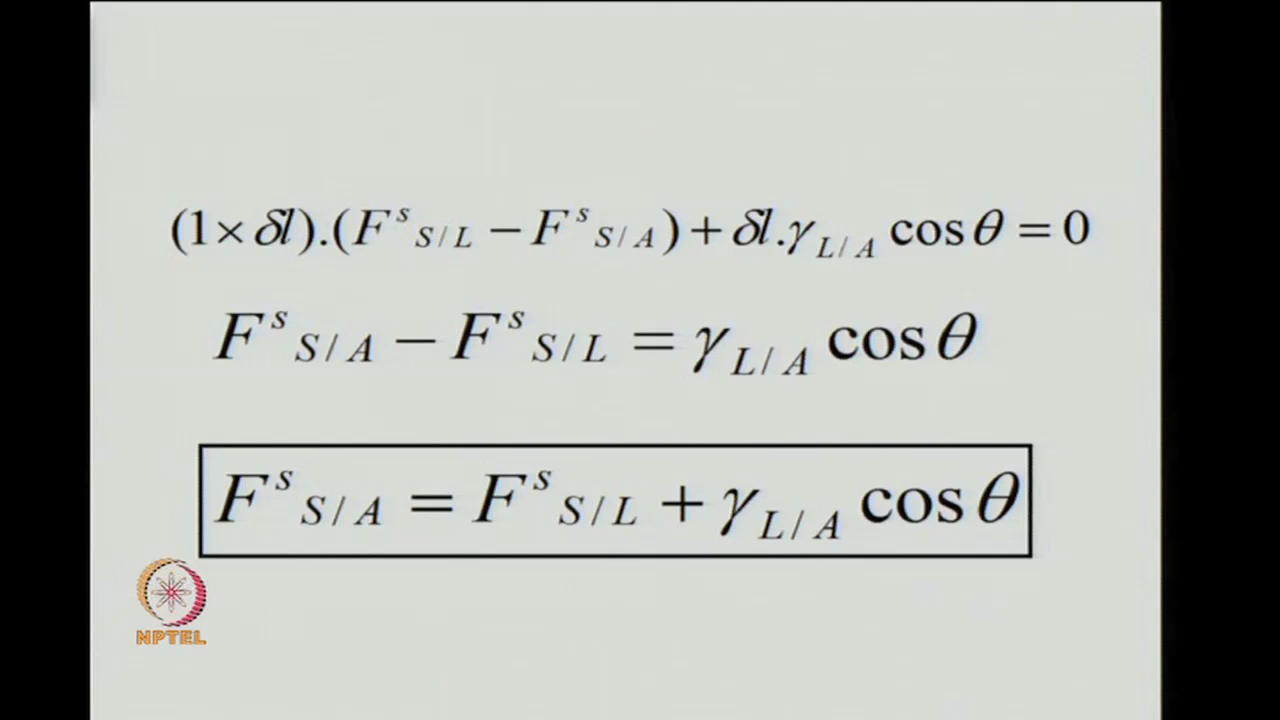 (1×δl).(F^s_{S/L} − F^s_{S/A}) + δl.γ_{L/A} cos θ = 0
F^s_{S/A} − F^s_{S/L} = γ_{L/A} cos θ
F^s_{S/A} = F^s_{S/L} + γ_{L/A} cos θ
NPTEL